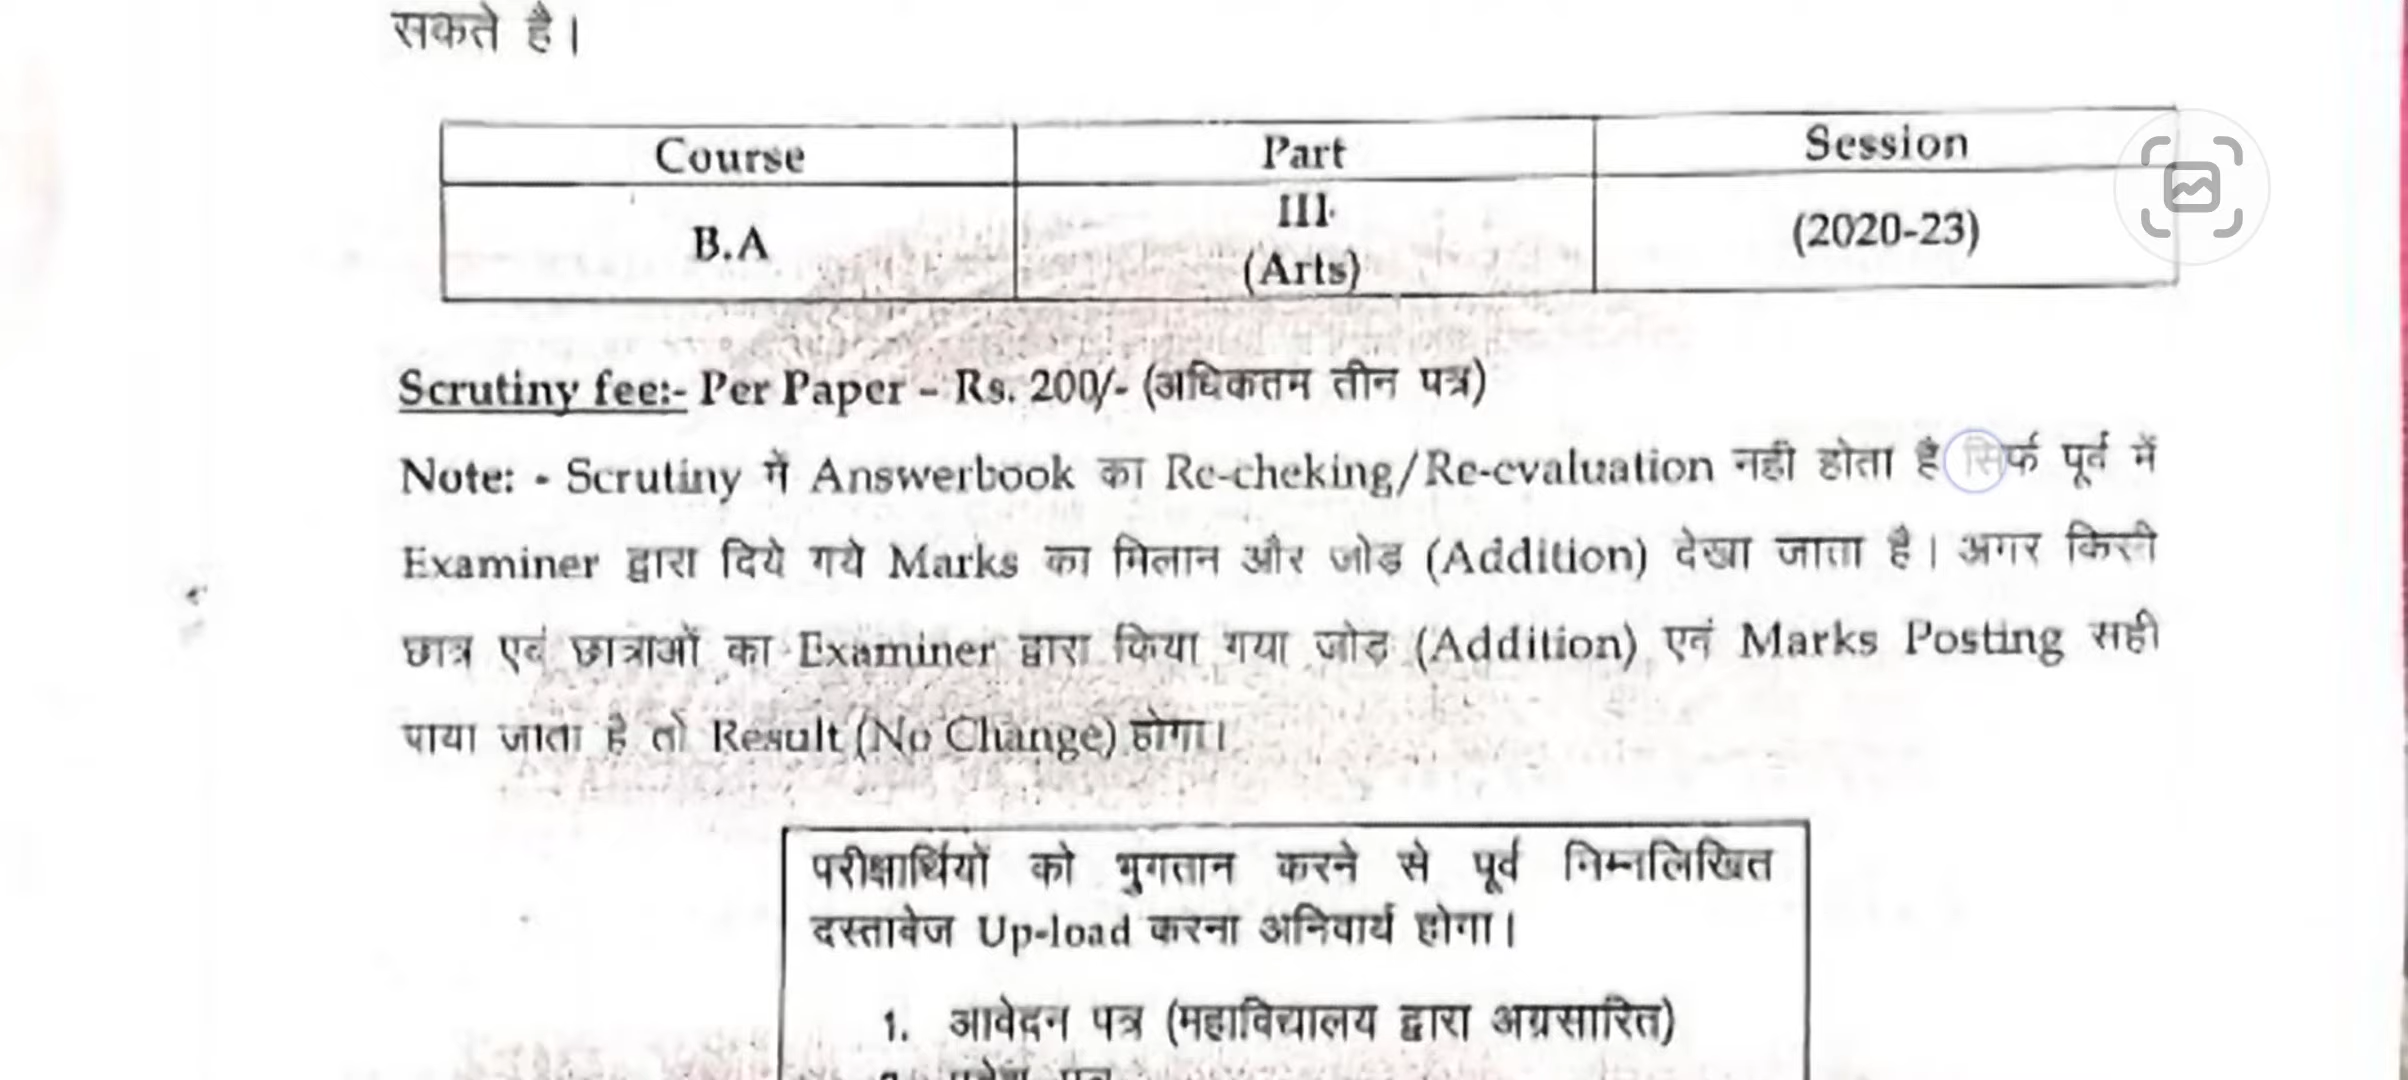 सकते है।
Course Part Session
B.A III (Arts) (2020-23)
Scrutiny fee:- Per Paper – Rs. 200/- (अधिकतम तीन पत्र)
Note: - Scrutiny में Answerbook का Re-cheking/Re-evaluation नही होता है सिर्फ पूर्व में
Examiner द्वारा दिये गये Marks का मिलान और जोड़ (Addition) देखा जाता है। अगर किसी
छात्र एवं छात्राओं का Examiner द्वारा किया गया जोड़ (Addition) एवं Marks Posting सही
पाया जाता है तो Result (No Change) होगा।
परीक्षार्थियों को भुगतान करने से पूर्व निम्नलिखित
दस्तावेज Up-load करना अनिवार्य होगा।
1. आवेदन पत्र (महाविद्यालय द्वारा अग्रसारित)